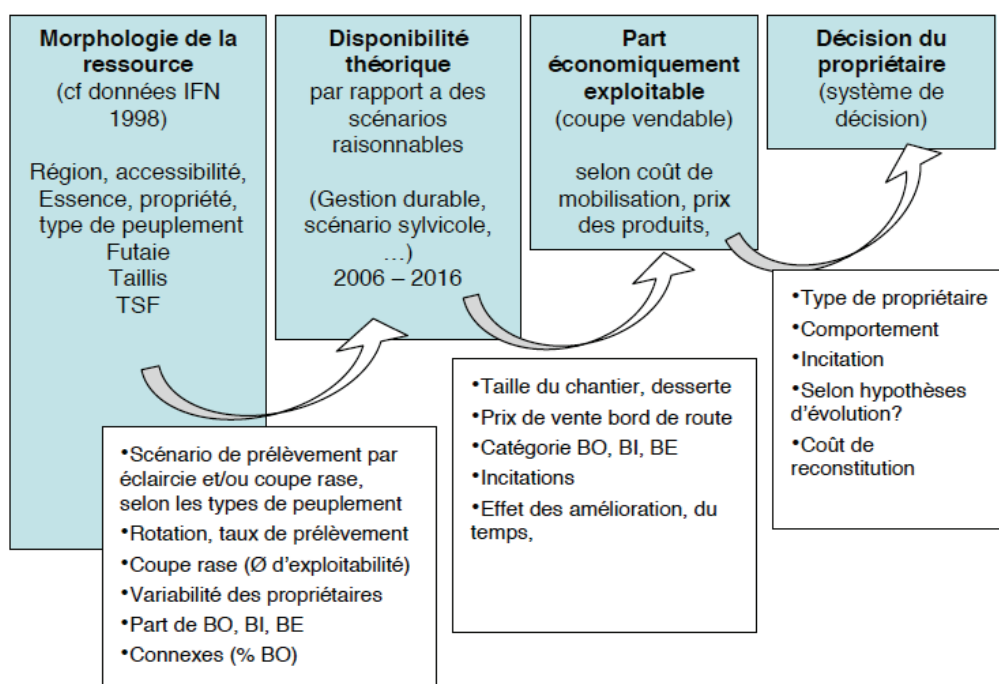 Morphologie de la
ressource
(cf données IFN
1998)
Région, accessibilité,
Essence, propriété,
type de peuplement
Futaie
Taillis
TSF
Disponibilité
théorique
par rapport a des
scénarios
raisonnables
(Gestion durable,
scénario sylvicole,
…)
2006 – 2016
Part
économiquement
exploitable
(coupe vendable)
selon coût de
mobilisation, prix
des produits,
Décision du
propriétaire
(système de
décision)
•Scénario de prélèvement par
éclaircie et/ou coupe rase,
selon les types de peuplement
•Rotation, taux de prélèvement
•Coupe rase (Ø d’exploitabilité)
•Variabilité des propriétaires
•Part de BO, BI, BE
•Connexes (% BO)
•Taille du chantier, desserte
•Prix de vente bord de route
•Catégorie BO, BI, BE
•Incitations
•Effet des amélioration, du
temps,
•Type de propriétaire
•Comportement
•Incitation
•Selon hypothèses
d’évolution?
•Coût de
reconstitution